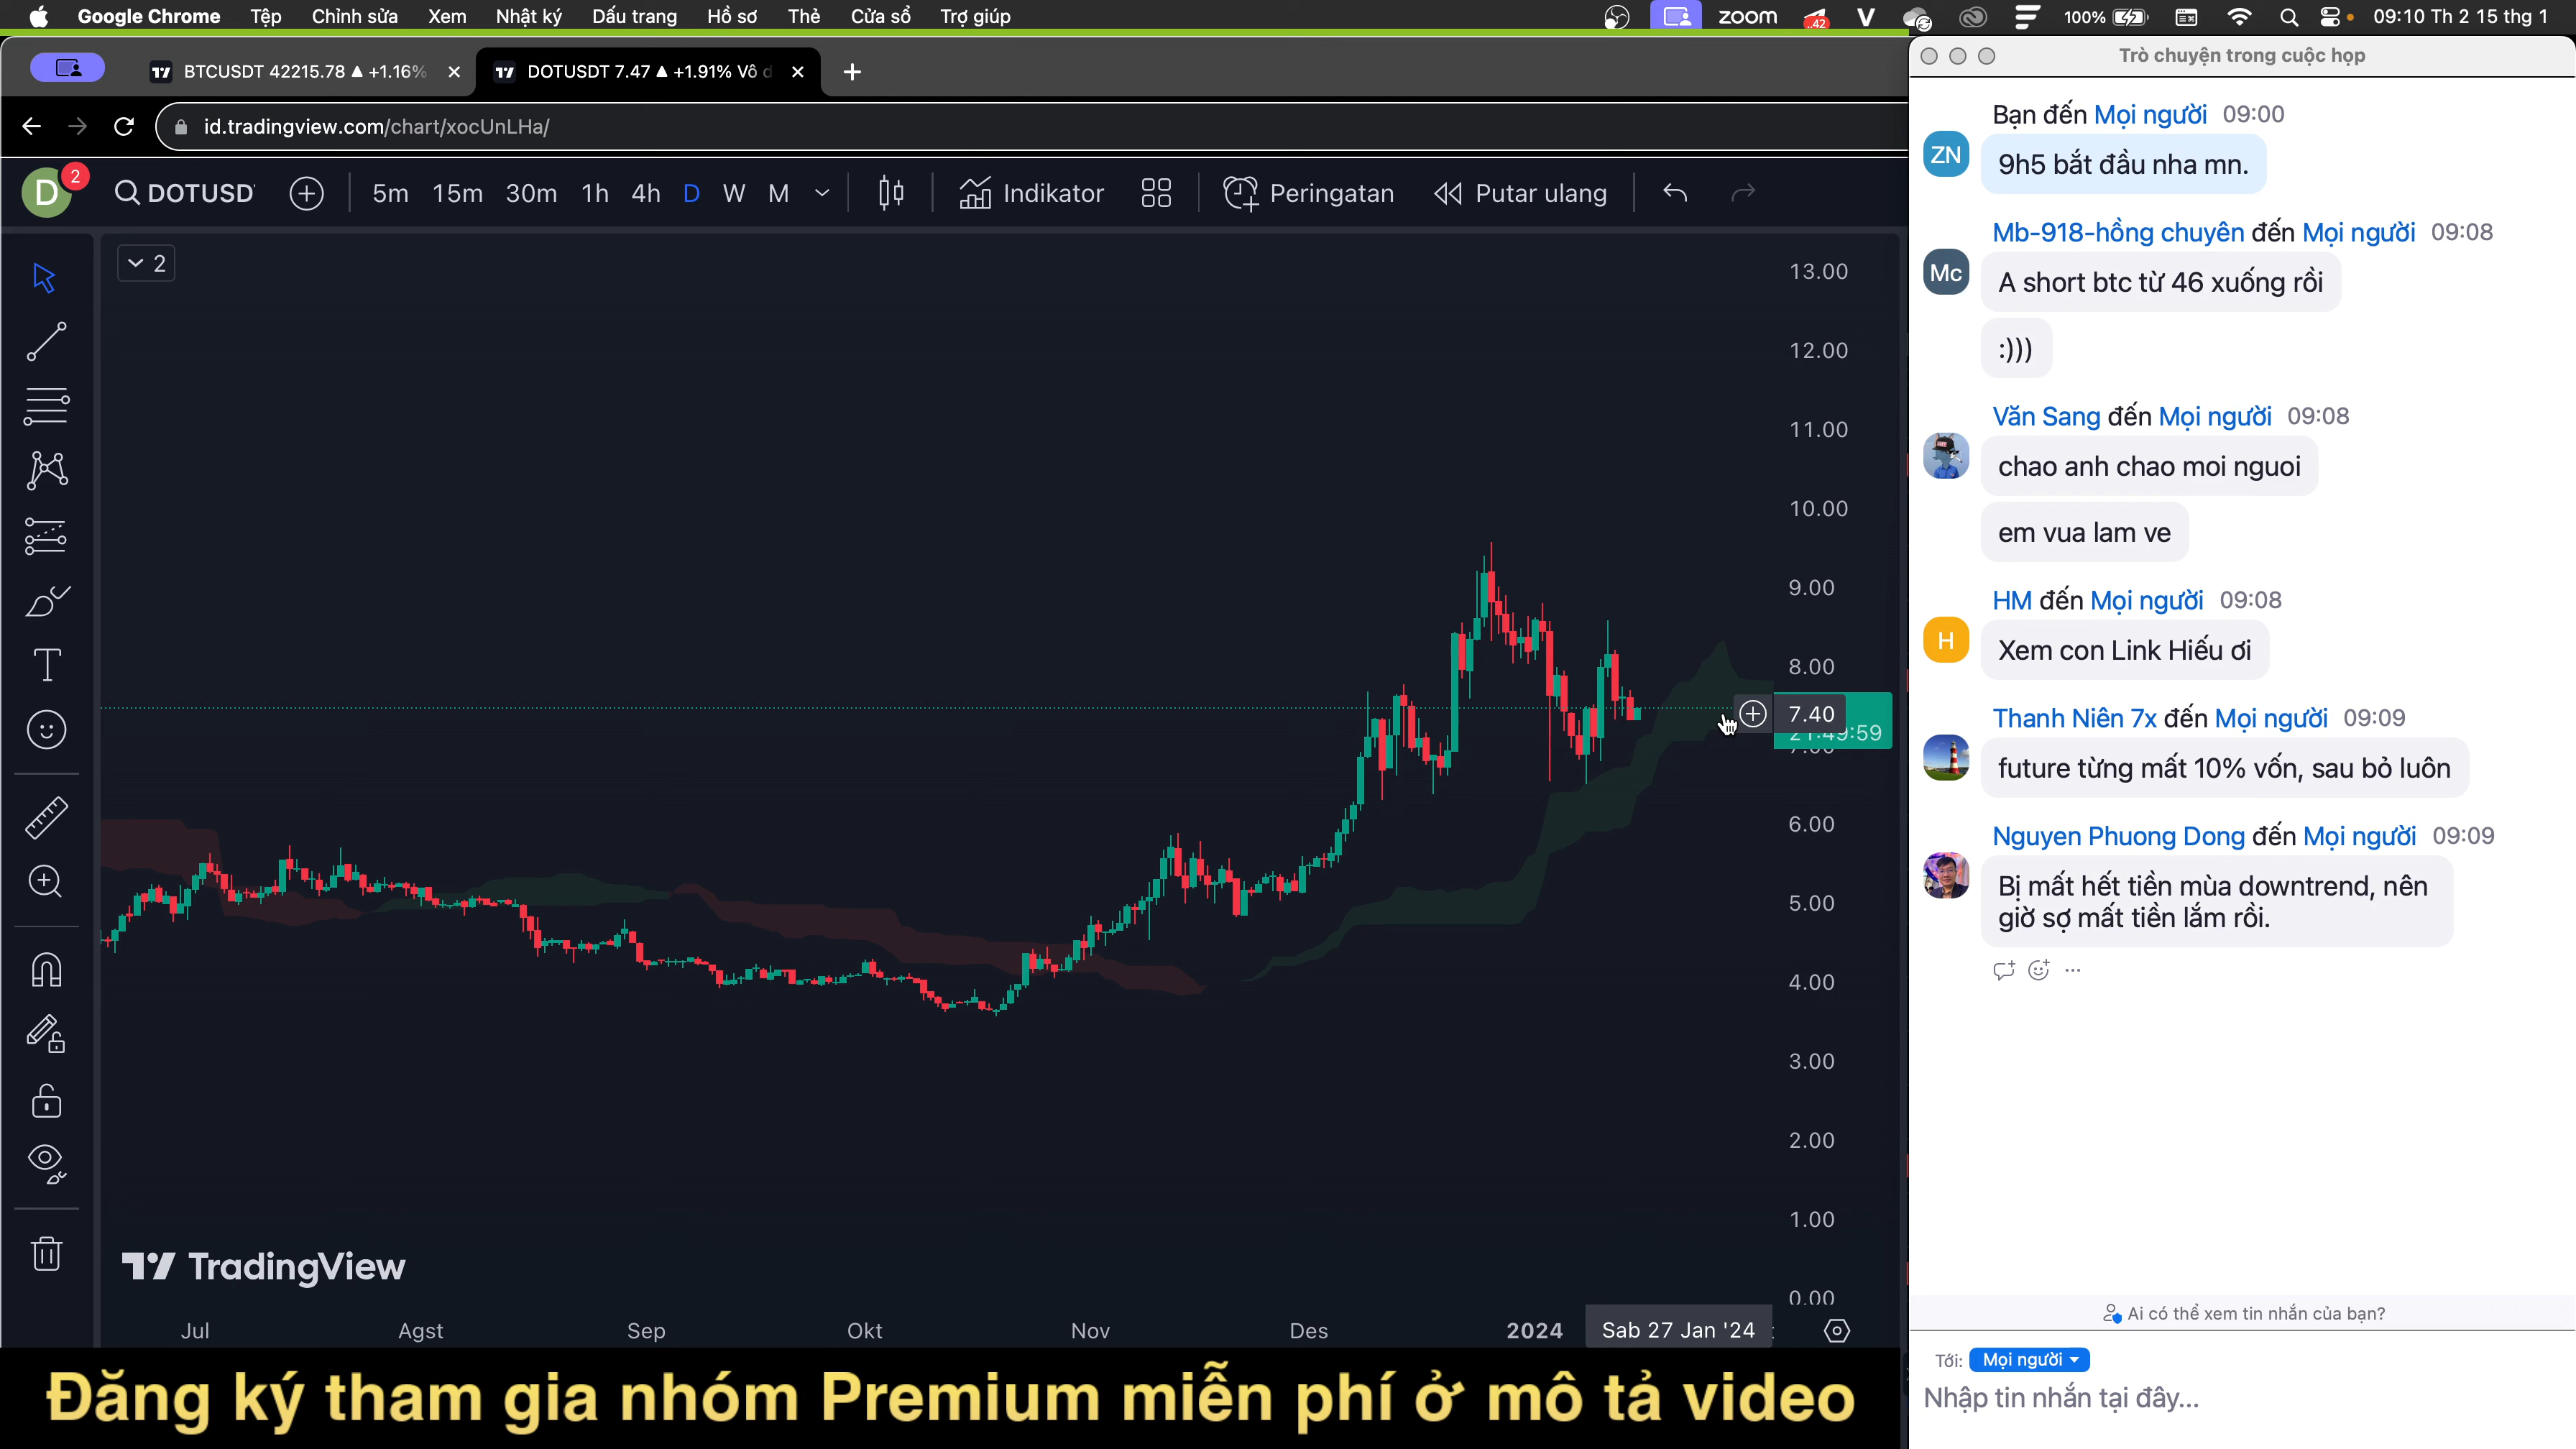 Google Chrome Tệp Chỉnh sửa Xem Nhật ký Dấu trang Hồ sơ Thẻ Cửa sổ Trợ giúp
zoom ..42 100% 09:10 Th 2 15 thg 1
BTCUSDT 42215.78 ▲ +1.16%
DOTUSDT 7.47 ▲ +1.91% Vô d
id.tradingview.com/chart/xocUnLHa/
D 2
DOTUSD
5m 15m 30m 1h 4h D W M
Indikator
Peringatan
Putar ulang
2
13.00
12.00
11.00
10.00
9.00
8.00
7.40
21:49:59
7.00
6.00
5.00
4.00
3.00
2.00
1.00
0.00
TradingView
Jul Agst Sep Okt Nov Des 2024 Sab 27 Jan '24
Đăng ký tham gia nhóm Premium miễn phí ở mô tả video
Trò chuyện trong cuộc họp
Bạn đến Mọi người 09:00
ZN
9h5 bắt đầu nha mn.
Mb-918-hồng chuyên đến Mọi người 09:08
Mc
A short btc từ 46 xuống rồi
:)))
Văn Sang đến Mọi người 09:08
chao anh chao moi nguoi
em vua lam ve
HM đến Mọi người 09:08
H
Xem con Link Hiếu ơi
Thanh Niên 7x đến Mọi người 09:09
future từng mất 10% vốn, sau bỏ luôn
Nguyen Phuong Dong đến Mọi người 09:09
Bị mất hết tiền mùa downtrend, nên
giờ sợ mất tiền lắm rồi.
Ai có thể xem tin nhắn của bạn?
Tới: Mọi người
Nhập tin nhắn tại đây...